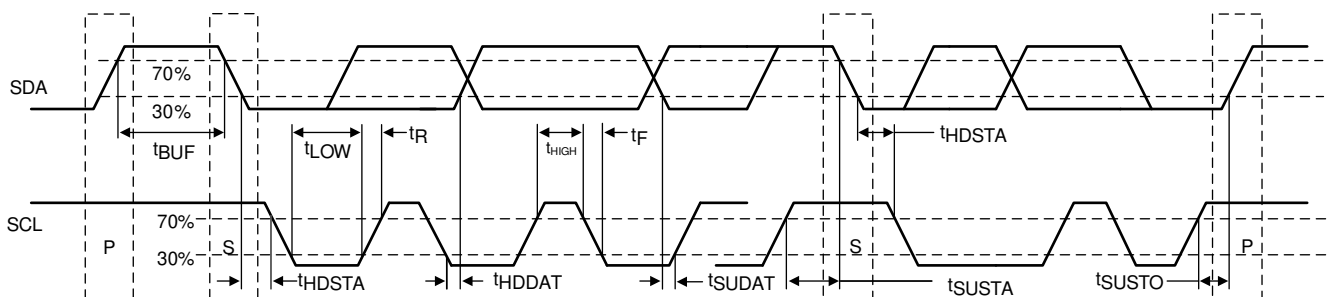 70%
SDA
30%
tBUF
tLOW
tR
tHIGH
tF
tHDSTA
SCL
70%
30%
P
S
S
P
tHDSTA
tHDDAT
tSUDAT
tSUSTA
tSUSTO